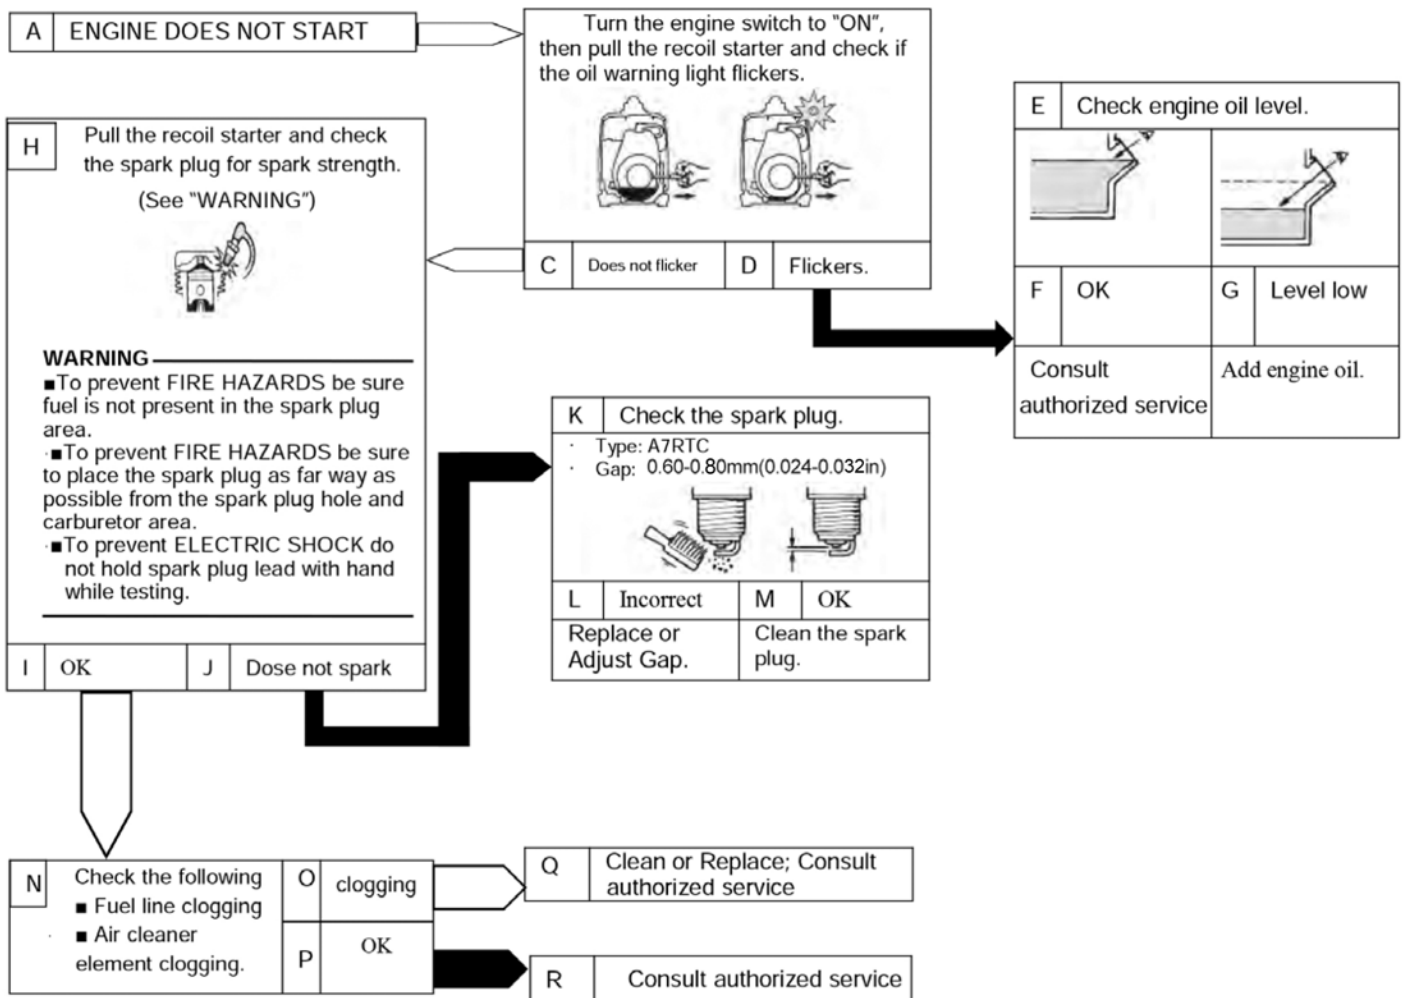 A ENGINE DOES NOT START
Turn the engine switch to “ON”,
then pull the recoil starter and check if
the oil warning light flickers.
C Does not flicker D Flickers.
E Check engine oil level.
F OK G Level low
Consult
authorized service
Add engine oil.
H Pull the recoil starter and check
the spark plug for spark strength.
(See “WARNING”)
WARNING
■To prevent FIRE HAZARDS be sure
fuel is not present in the spark plug
area.
·■To prevent FIRE HAZARDS be sure
to place the spark plug as far way as
possible from the spark plug hole and
carburetor area.
·■To prevent ELECTRIC SHOCK do
not hold spark plug lead with hand
while testing.
I OK J Dose not spark
K Check the spark plug.
· Type: A7RTC
· Gap: 0.60-0.80mm(0.024-0.032in)
L Incorrect M OK
Replace or
Adjust Gap.
Clean the spark
plug.
N Check the following
■ Fuel line clogging
· ■ Air cleaner
element clogging.
O clogging
P OK
Q Clean or Replace; Consult
authorized service
R Consult authorized service